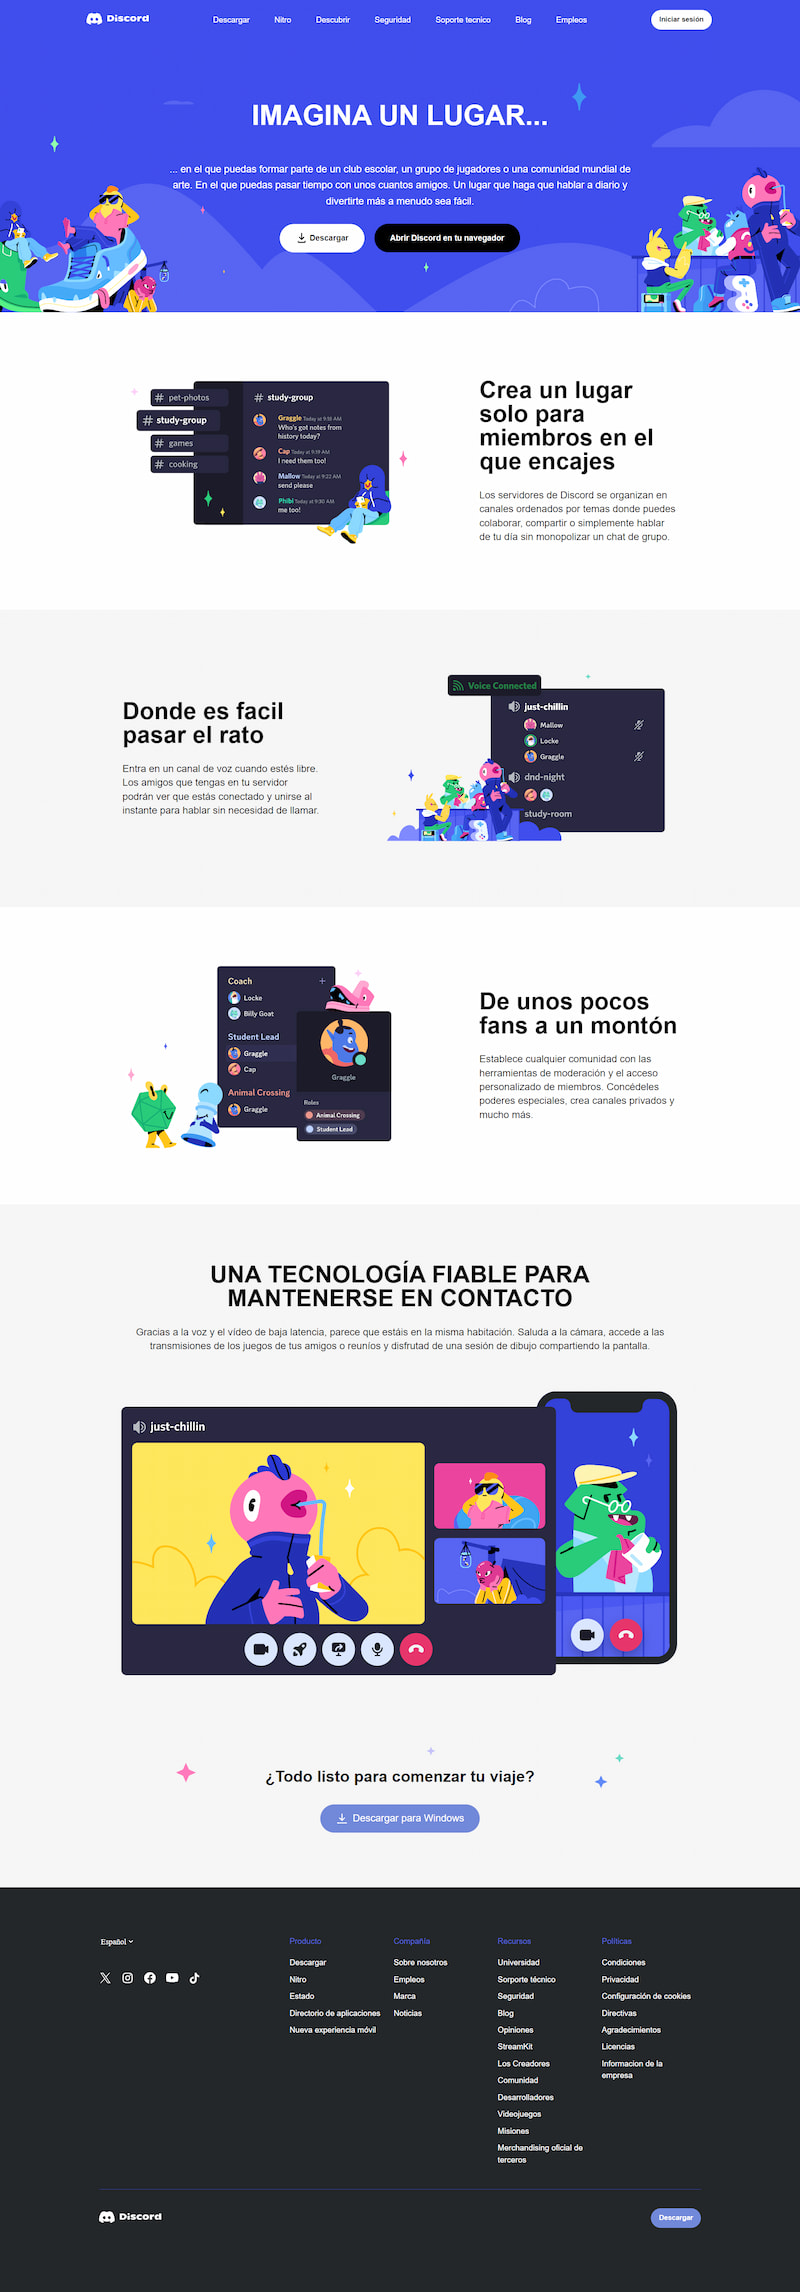 Discord
Descargar
Nitro
Descubrir
Seguridad
Soporte tecnico
Blog
Empleos
Iniciar sesión
IMAGINA UN LUGAR...
... en el que puedas formar parte de un club escolar, un grupo de jugadores o una comunidad mundial de
arte. En el que puedas pasar tiempo con unos cuantos amigos. Un lugar que haga que hablar a diario y
divertirte más a menudo sea fácil.
Descargar
Abrir Discord en tu navegador
# pet-photos
# study-group
# games
# cooking
# study-group
Graggle Today at 9:18 AM
Who's got notes from
history today?
Cap Today at 9:19 AM
I need them too!
Mallow Today at 9:22 AM
send please
Phibi Today at 9:30 AM
me too!
Crea un lugar
solo para
miembros en el
que encajes
Los servidores de Discord se organizan en
canales ordenados por temas donde puedes
colaborar, compartir o simplemente hablar
de tu día sin monopolizar un chat de grupo.
Donde es facil
pasar el rato
Entra en un canal de voz cuando estés libre.
Los amigos que tengas en tu servidor
podrán ver que estás conectado y unirse al
instante para hablar sin necesidad de llamar.
Voice Connected
just-chillin
Mallow
Locke
Graggle
dnd-night
study-room
Coach +
Locke
Billy Goat
Student Lead
Graggle
Cap
Animal Crossing
Graggle
Graggle
Roles
Animal Crossing
Student Lead
De unos pocos
fans a un montón
Establece cualquier comunidad con las
herramientas de moderación y el acceso
personalizado de miembros. Concédeles
poderes especiales, crea canales privados y
mucho más.
UNA TECNOLOGÍA FIABLE PARA
MANTENERSE EN CONTACTO
Gracias a la voz y el vídeo de baja latencia, parece que estáis en la misma habitación. Saluda a la cámara, accede a las
transmisiones de los juegos de tus amigos o reuníos y disfrutad de una sesión de dibujo compartiendo la pantalla.
just-chillin
¿Todo listo para comenzar tu viaje?
Descargar para Windows
Español
Producto
Descargar
Nitro
Estado
Directorio de aplicaciones
Nueva experiencia móvil
Compañía
Sobre nosotros
Empleos
Marca
Noticias
Recursos
Universidad
Sorporte técnico
Seguridad
Blog
Opiniones
StreamKit
Los Creadores
Comunidad
Desarrolladores
Videojuegos
Misiones
Merchandising oficial de
terceros
Políticas
Condiciones
Privacidad
Configuración de cookies
Directivas
Agradecimientos
Licencias
Informacion de la
empresa
Discord
Descargar